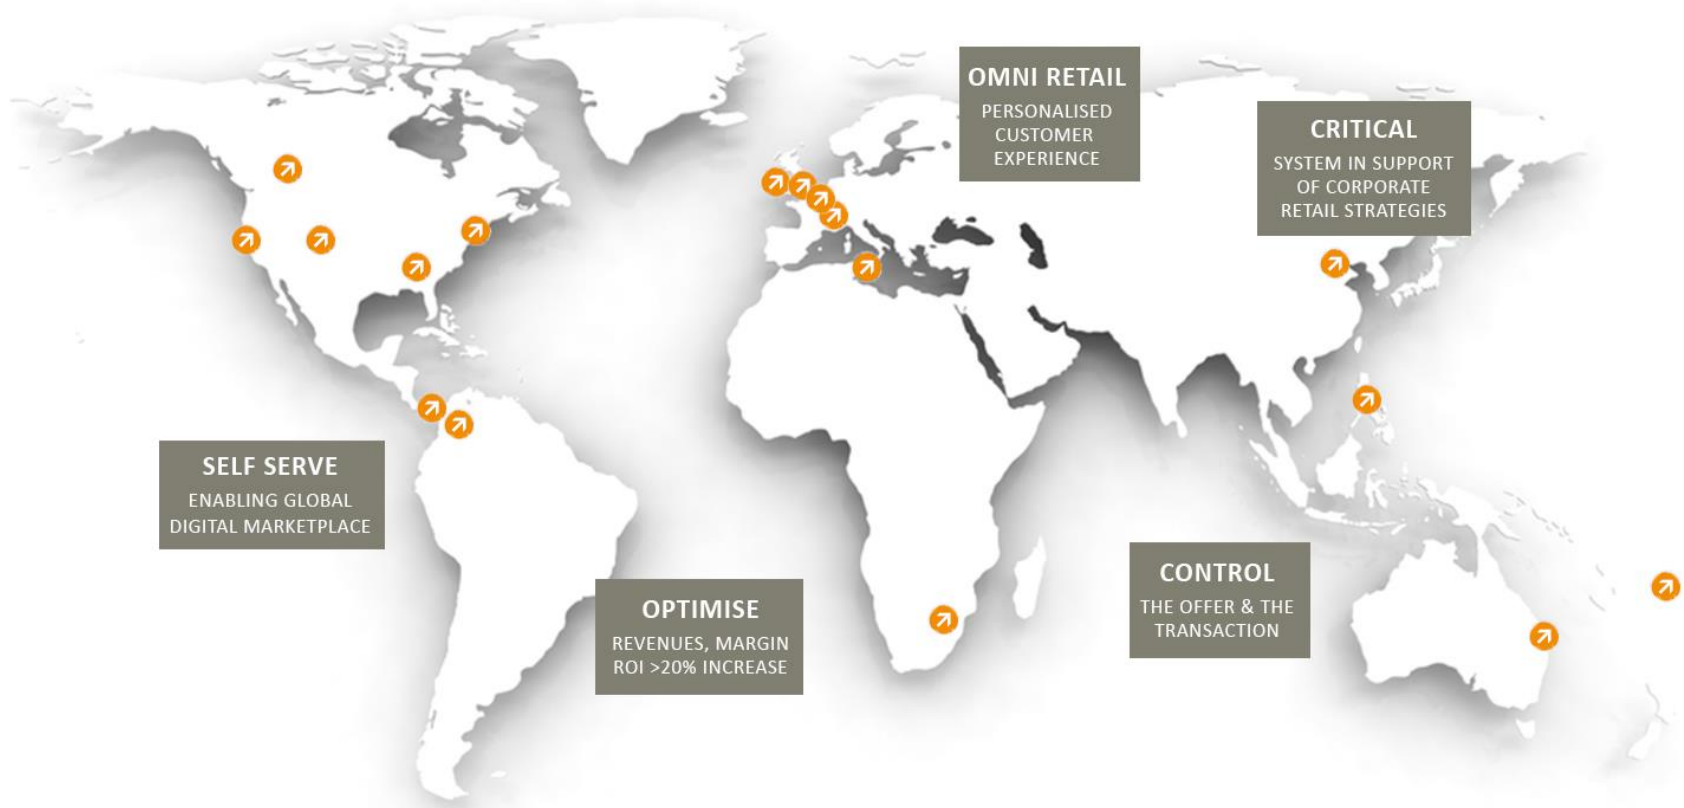 OMNI RETAIL
PERSONALISED
CUSTOMER
EXPERIENCE
CRITICAL
SYSTEM IN SUPPORT
OF CORPORATE
RETAIL STRATEGIES
SELF SERVE
ENABLING GLOBAL
DIGITAL MARKETPLACE
OPTIMISE
REVENUES, MARGIN
ROI >20% INCREASE
CONTROL
THE OFFER & THE
TRANSACTION